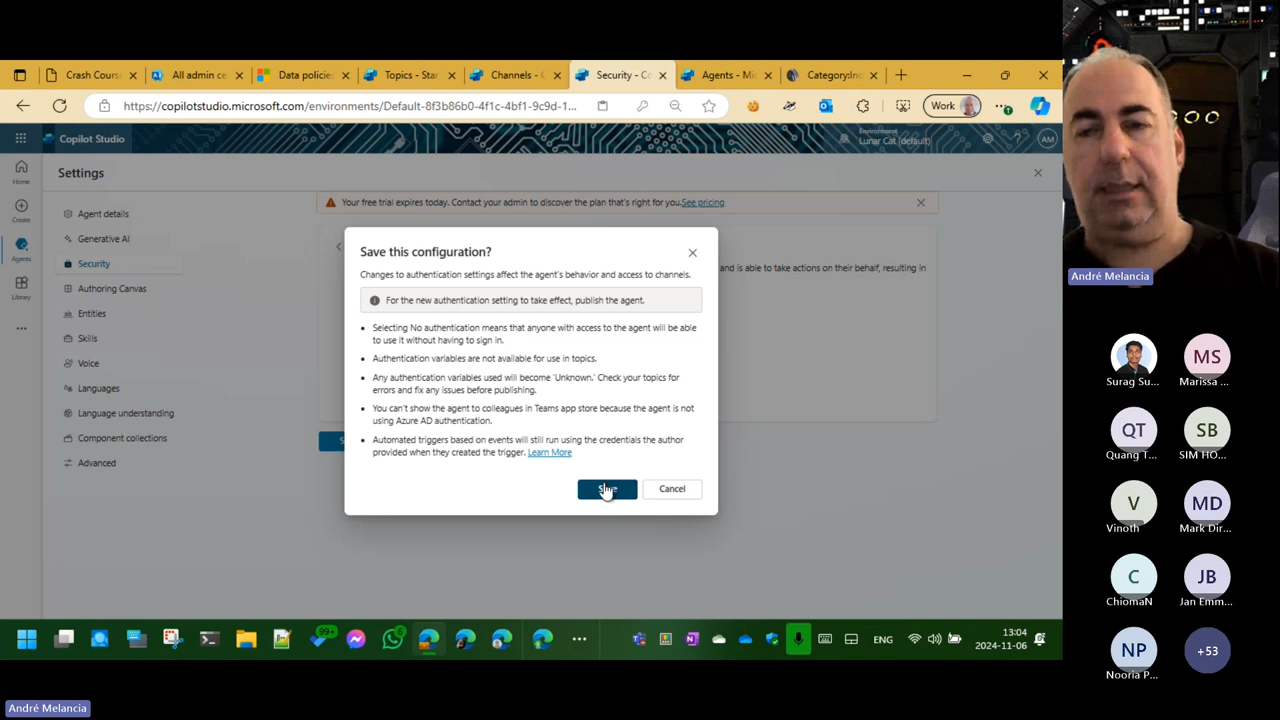 Crash Cours
All admin ce
Data policies
Topics - Star
Channels - C
Security - Co
Agents - Mi
CategoryIno
https://copilotstudio.microsoft.com/environments/Default-8f3b86b0-4f1c-4bf1-9c9d-1...
Work
Copilot Studio
Environment
Lunar Cat (default)
AM
Home
Create
Agents
Library
Settings
Agent details
Generative AI
Security
Authoring Canvas
Entities
Skills
Voice
Languages
Language understanding
Component collections
Advanced
Your free trial expires today. Contact your admin to discover the plan that's right for you. See pricing
and is able to take actions on their behalf, resulting in
Save this configuration?
Changes to authentication settings affect the agent's behavior and access to channels.
For the new authentication setting to take effect, publish the agent.
• Selecting No authentication means that anyone with access to the agent will be able
to use it without having to sign in.
• Authentication variables are not available for use in topics.
• Any authentication variables used will become 'Unknown.' Check your topics for
errors and fix any issues before publishing.
• You can't show the agent to colleagues in Teams app store because the agent is not
using Azure AD authentication.
• Automated triggers based on events will still run using the credentials the author
provided when they created the trigger. Learn More
Save
Cancel
99+
6
ENG
13:04
2024-11-06
André Melancia
Surag Su...
MS
Marissa ...
QT
Quang T...
SB
SIM HO...
V
Vinoth
MD
Mark Dir...
C
ChiomaN
JB
Jan Emm...
NP
Nooria P...
+53
André Melancia